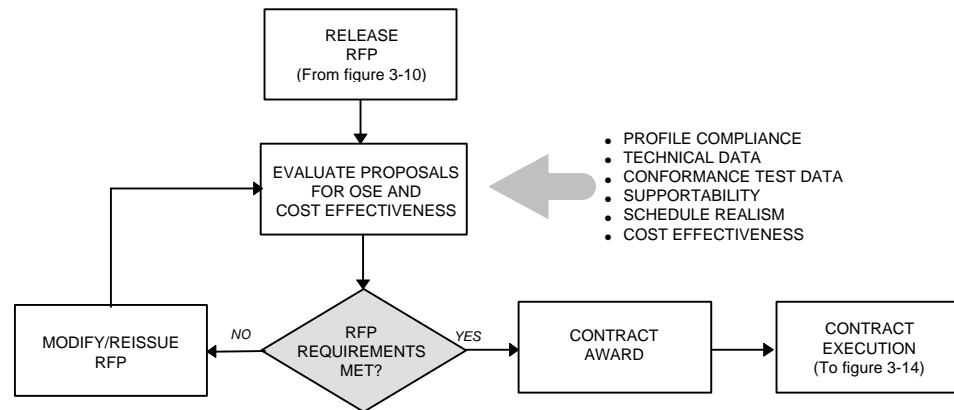 RELEASE
RFP
(From figure 3-10)
EVALUATE PROPOSALS
FOR OSE AND
COST EFFECTIVENESS
• PROFILE COMPLIANCE
• TECHNICAL DATA
• CONFORMANCE TEST DATA
• SUPPORTABILITY
• SCHEDULE REALISM
• COST EFFECTIVENESS
MODIFY/REISSUE
RFP
NO
RFP
REQUIREMENTS
MET?
YES
CONTRACT
AWARD
CONTRACT
EXECUTION
(To figure 3-14)